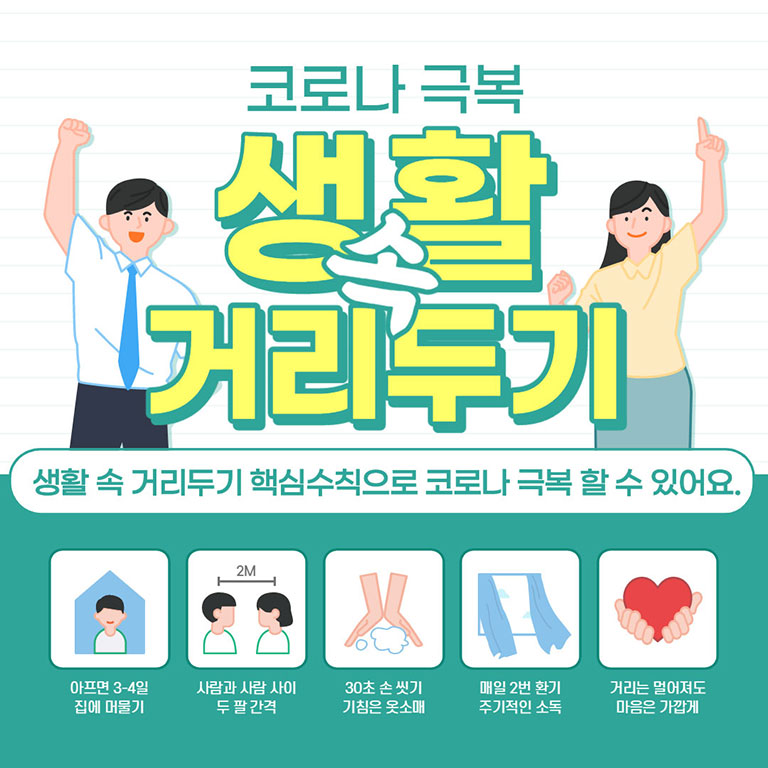 코로나 극복
생활
속
거리두기
생활 속 거리두기 핵심수칙으로 코로나 극복 할 수 있어요.
2M
아프면 3-4일
집에 머물기
사람과 사람 사이
두 팔 간격
30초 손 씻기
기침은 옷소매
매일 2번 환기
주기적인 소독
거리는 멀어져도
마음은 가깝게